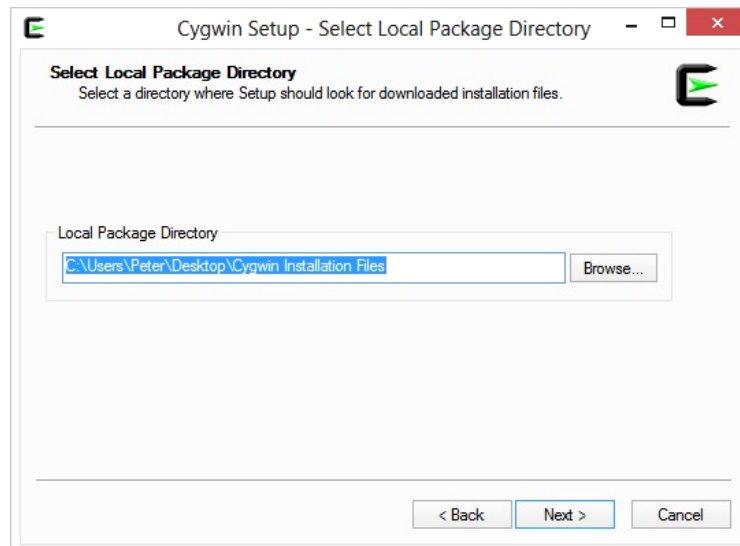 Cygwin Setup - Select Local Package Directory
Select Local Package Directory
Select a directory where Setup should look for downloaded installation files.
Local Package Directory
C:\Users\Peter\Desktop\Cygwin Installation Files
Browse...
< Back
Next >
Cancel